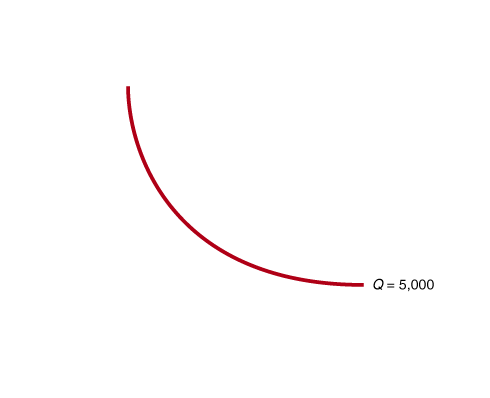 Q = 5,000